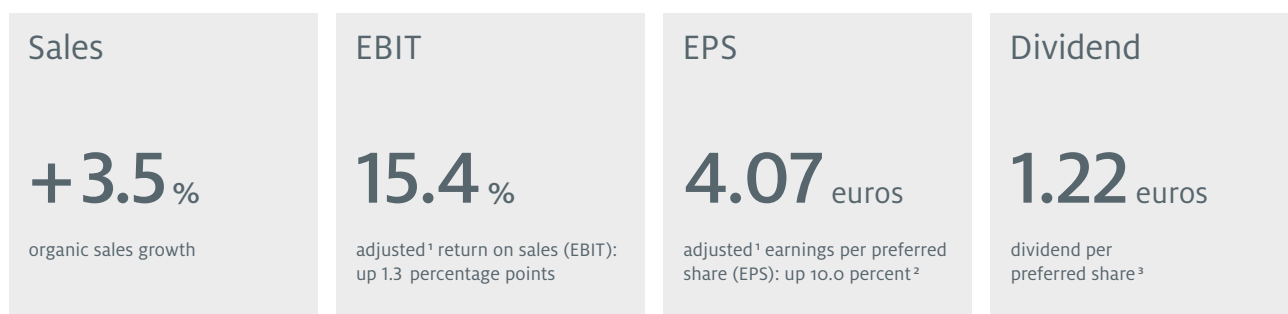 Sales
+3.5 %
organic sales growth
EBIT
15.4 %
adjusted¹ return on sales (EBIT):
up 1.3 percentage points
EPS
4.07 euros
adjusted¹ earnings per preferred
share (EPS): up 10.0 percent²
Dividend
1.22 euros
dividend per
preferred share³